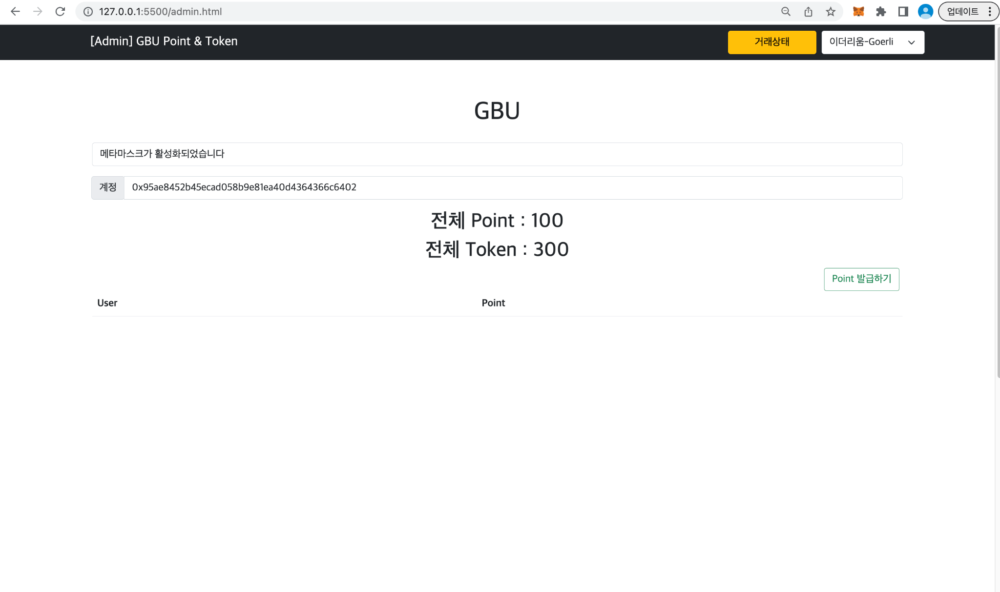 127.0.0.1:5500/admin.html
업데이트
[Admin] GBU Point & Token
거래상태
이더리움-Goerli
GBU
메타마스크가 활성화되었습니다
계정
0x95ae8452b45ecad058b9e81ea40d4364366c6402
전체 Point : 100
전체 Token : 300
Point 발급하기
User
Point